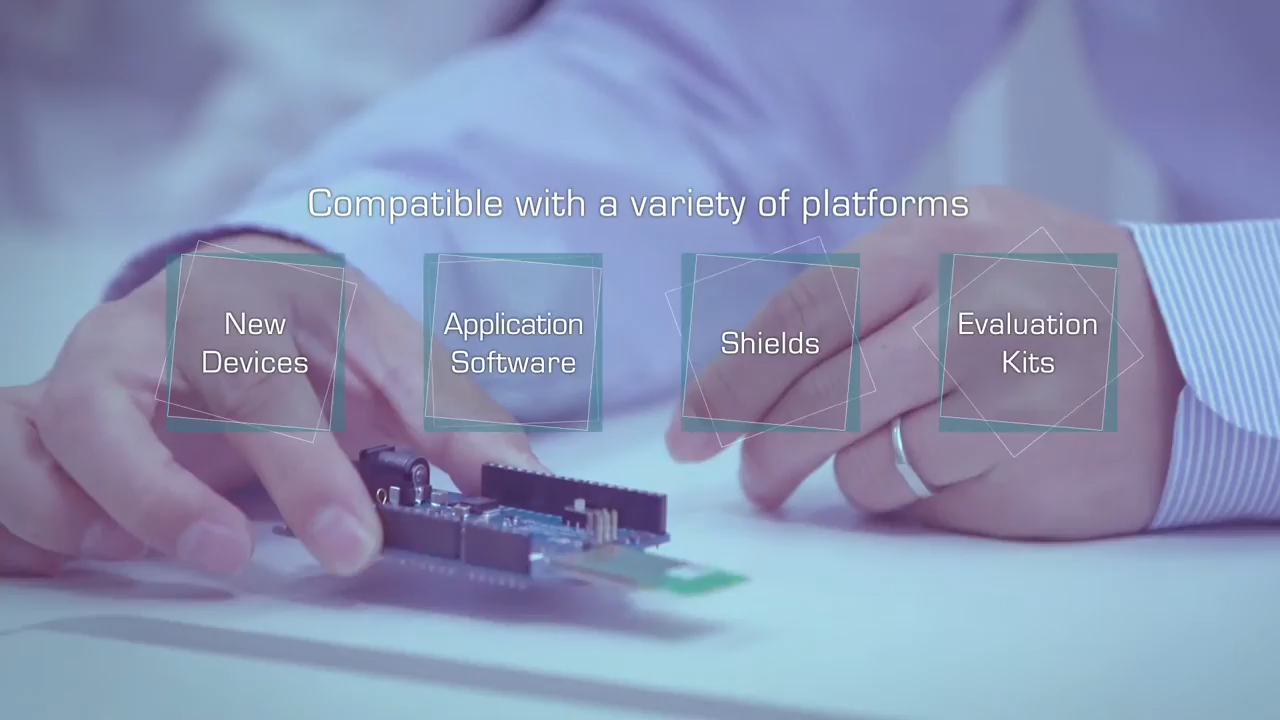 Compatible with a variety of platforms
New
Devices
Application
Software
Shields
Evaluation
Kits